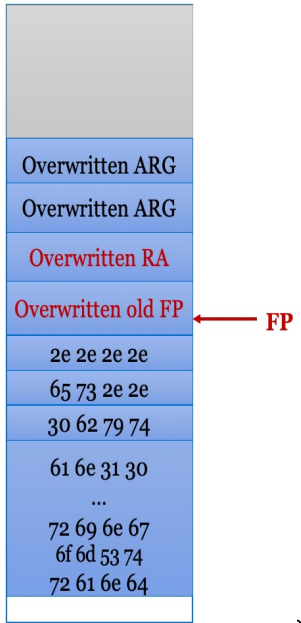 Overwritten ARG
Overwritten ARG
Overwritten RA
Overwritten old FP
FP
2e 2e 2e 2e
65 73 2e 2e
30 62 79 74
61 6e 31 30
...
72 69 6e 67
6f 6d 53 74
72 61 6e 64